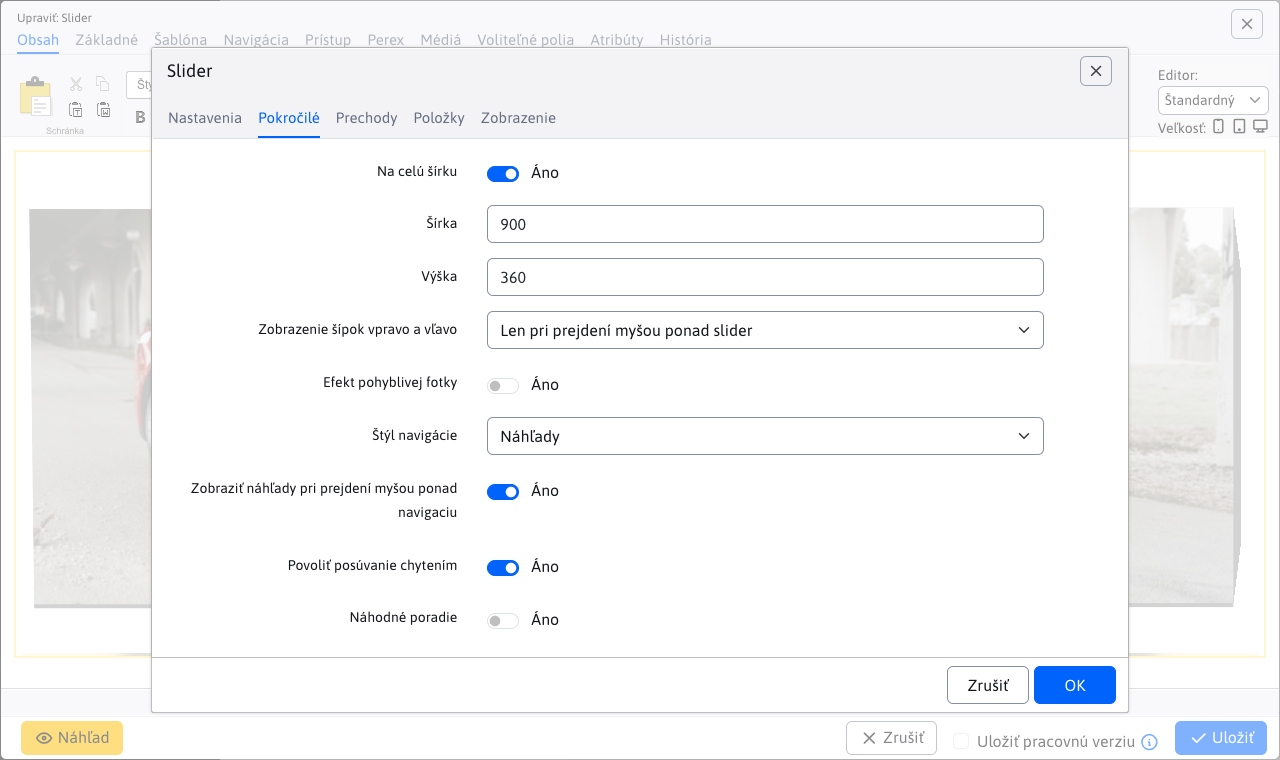 Upraviť: Slider
Obsah Základné Šablóna Navigácia Prístup Perex Médiá Voliteľné polia Atribúty História
Schránka
Šty
B
Editor:
Štandardný
Veľkosť:
Slider
Nastavenia Pokročilé Prechody Položky Zobrazenie
Na celú šírku Áno
Šírka 900
Výška 360
Zobrazenie šípok vpravo a vľavo Len pri prejdení myšou ponad slider
Efekt pohyblivej fotky Áno
Štýl navigácie Náhľady
Zobraziť náhľady pri prejdení myšou ponad
navigaciu
Áno
Povoliť posúvanie chytením Áno
Náhodné poradie Áno
Zrušiť OK
Náhľad Zrušiť Uložiť pracovnú verziu Uložiť